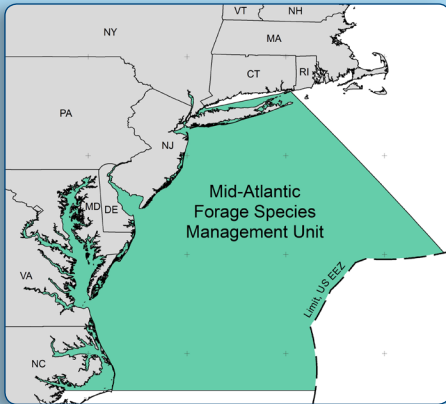 VT
NH
NY
MA
CT
RI
PA
NJ
Mid-Atlantic
Forage Species
Management Unit
MD
DE
VA
Limit, US EEZ
NC